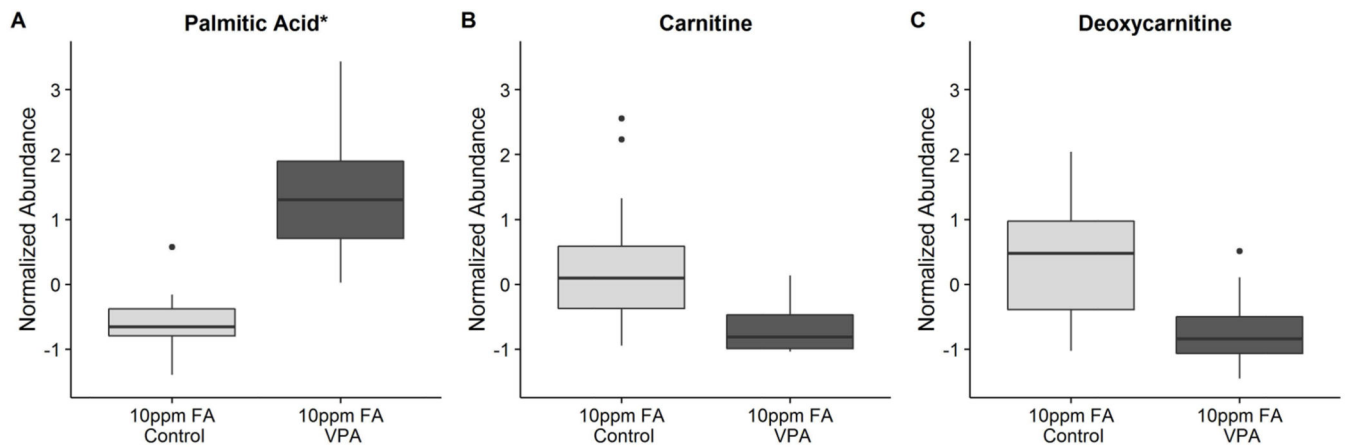 A
Palmitic Acid*
Normalized Abundance
3
2
1
0
-1
10ppm FA
Control
10ppm FA
VPA
B
Carnitine
Normalized Abundance
3
2
1
0
-1
10ppm FA
Control
10ppm FA
VPA
C
Deoxycarnitine
Normalized Abundance
3
2
1
0
-1
10ppm FA
Control
10ppm FA
VPA